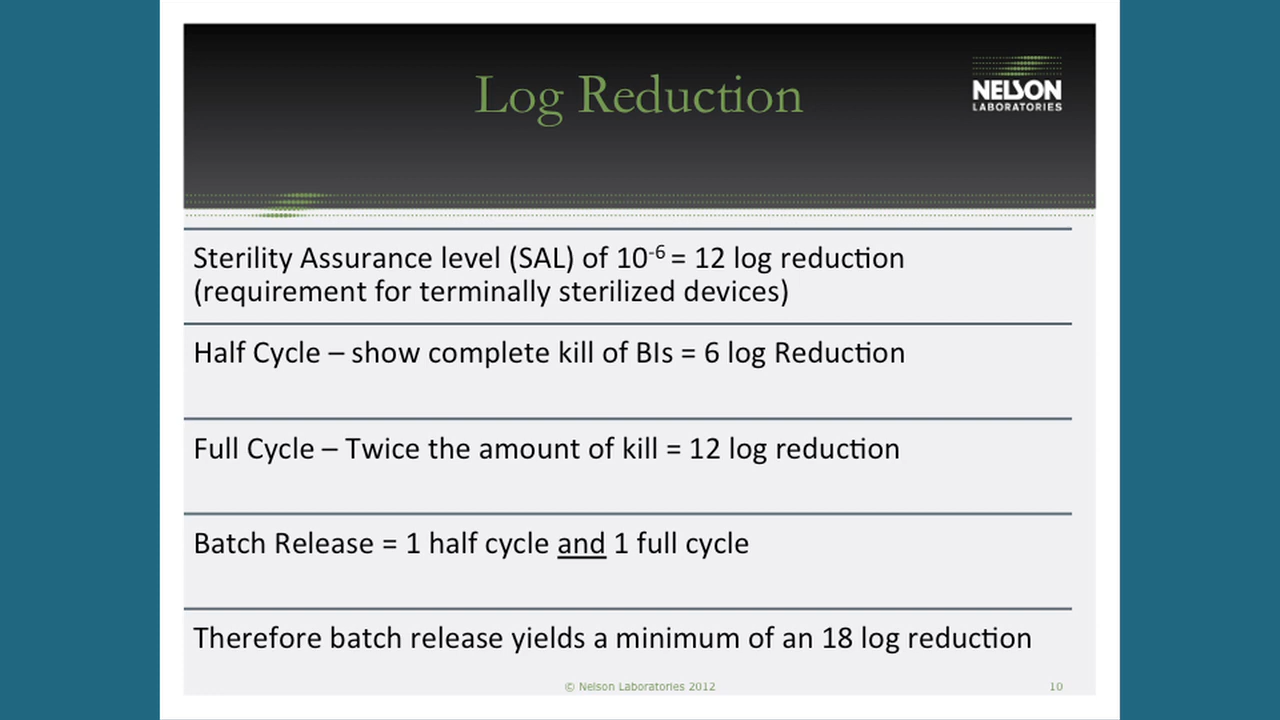 Log Reduction
NELSON
LABORATORIES
Sterility Assurance level (SAL) of 10⁻⁶ = 12 log reduction
(requirement for terminally sterilized devices)
Half Cycle – show complete kill of BIs = 6 log Reduction
Full Cycle – Twice the amount of kill = 12 log reduction
Batch Release = 1 half cycle and 1 full cycle
Therefore batch release yields a minimum of an 18 log reduction
© Nelson Laboratories 2012
10